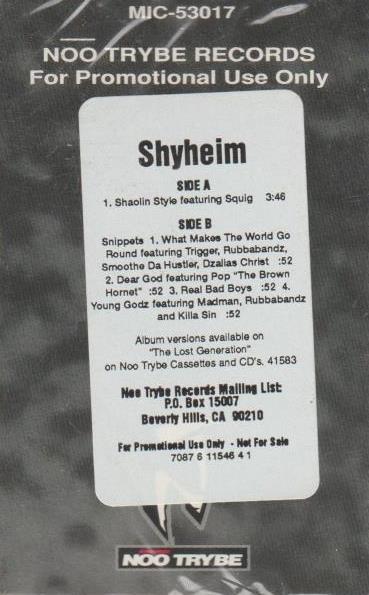 MIC-53017
NOO TRYBE RECORDS
For Promotional Use Only
Shyheim
SIDE A
1. Shaolin Style featuring Squig 3:46
SIDE B
Snippets 1. What Makes The World Go
Round featuring Trigger, Rubbabandz,
Smoothe Da Hustler, Dzalias Christ :52
2. Dear God featuring Pop "The Brown
Hornet" :52 3. Real Bad Boys :52 4.
Young Godz featuring Madman, Rubbabandz
and Killa Sin :52
Album versions available on
"The Lost Generation"
on Noo Trybe Cassettes and CD's. 41583
Noo Trybe Records Mailing List:
P.O. Box 15007
Beverly Hills, CA 90210
For Promotional Use Only - Not For Sale
7087 6 11546 4 1
NOO TRYBE